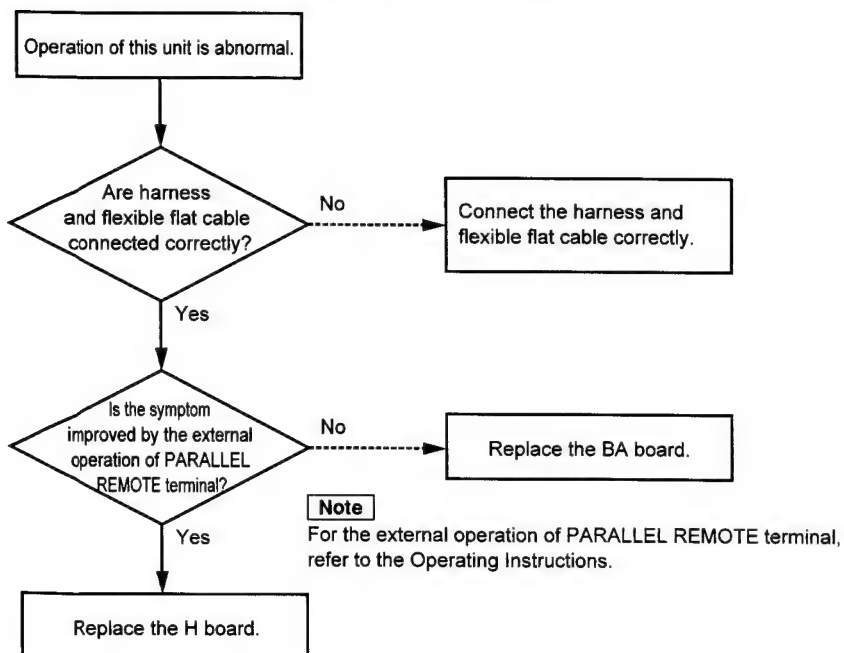 Operation of this unit is abnormal.
Are harness
and flexible flat cable
connected correctly?
No
Connect the harness and
flexible flat cable correctly.
Yes
Is the symptom
improved by the external
operation of PARALLEL
REMOTE terminal?
No
Replace the BA board.
Note
For the external operation of PARALLEL REMOTE terminal,
refer to the Operating Instructions.
Yes
Replace the H board.